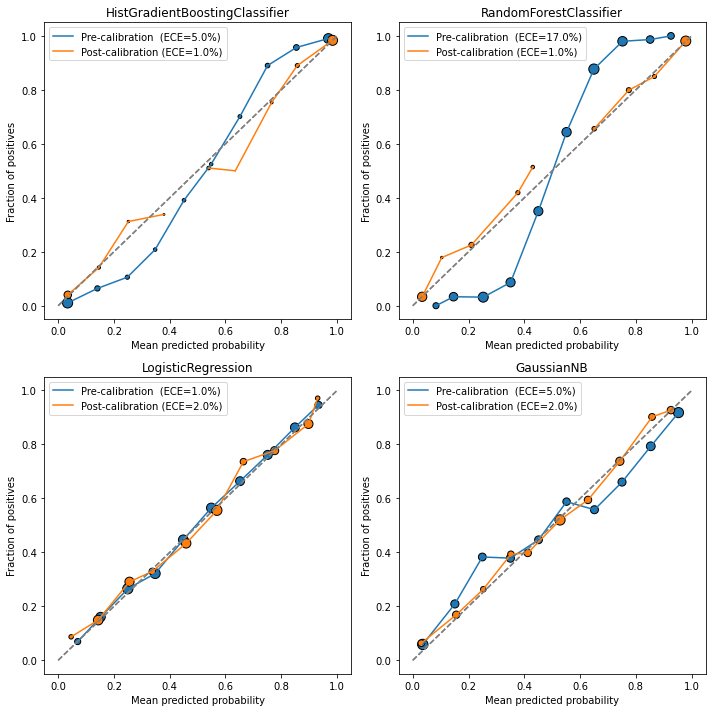 HistGradientBoostingClassifier
Pre-calibration  (ECE=5.0%)
Post-calibration (ECE=1.0%)
1.0
0.8
0.6
0.4
0.2
0.0
Fraction of positives
0.0 0.2 0.4 0.6 0.8 1.0
Mean predicted probability
RandomForestClassifier
Pre-calibration  (ECE=17.0%)
Post-calibration (ECE=1.0%)
1.0
0.8
0.6
0.4
0.2
0.0
Fraction of positives
0.0 0.2 0.4 0.6 0.8 1.0
Mean predicted probability
LogisticRegression
Pre-calibration  (ECE=1.0%)
Post-calibration (ECE=2.0%)
1.0
0.8
0.6
0.4
0.2
0.0
Fraction of positives
0.0 0.2 0.4 0.6 0.8 1.0
Mean predicted probability
GaussianNB
Pre-calibration  (ECE=5.0%)
Post-calibration (ECE=2.0%)
1.0
0.8
0.6
0.4
0.2
0.0
Fraction of positives
0.0 0.2 0.4 0.6 0.8 1.0
Mean predicted probability